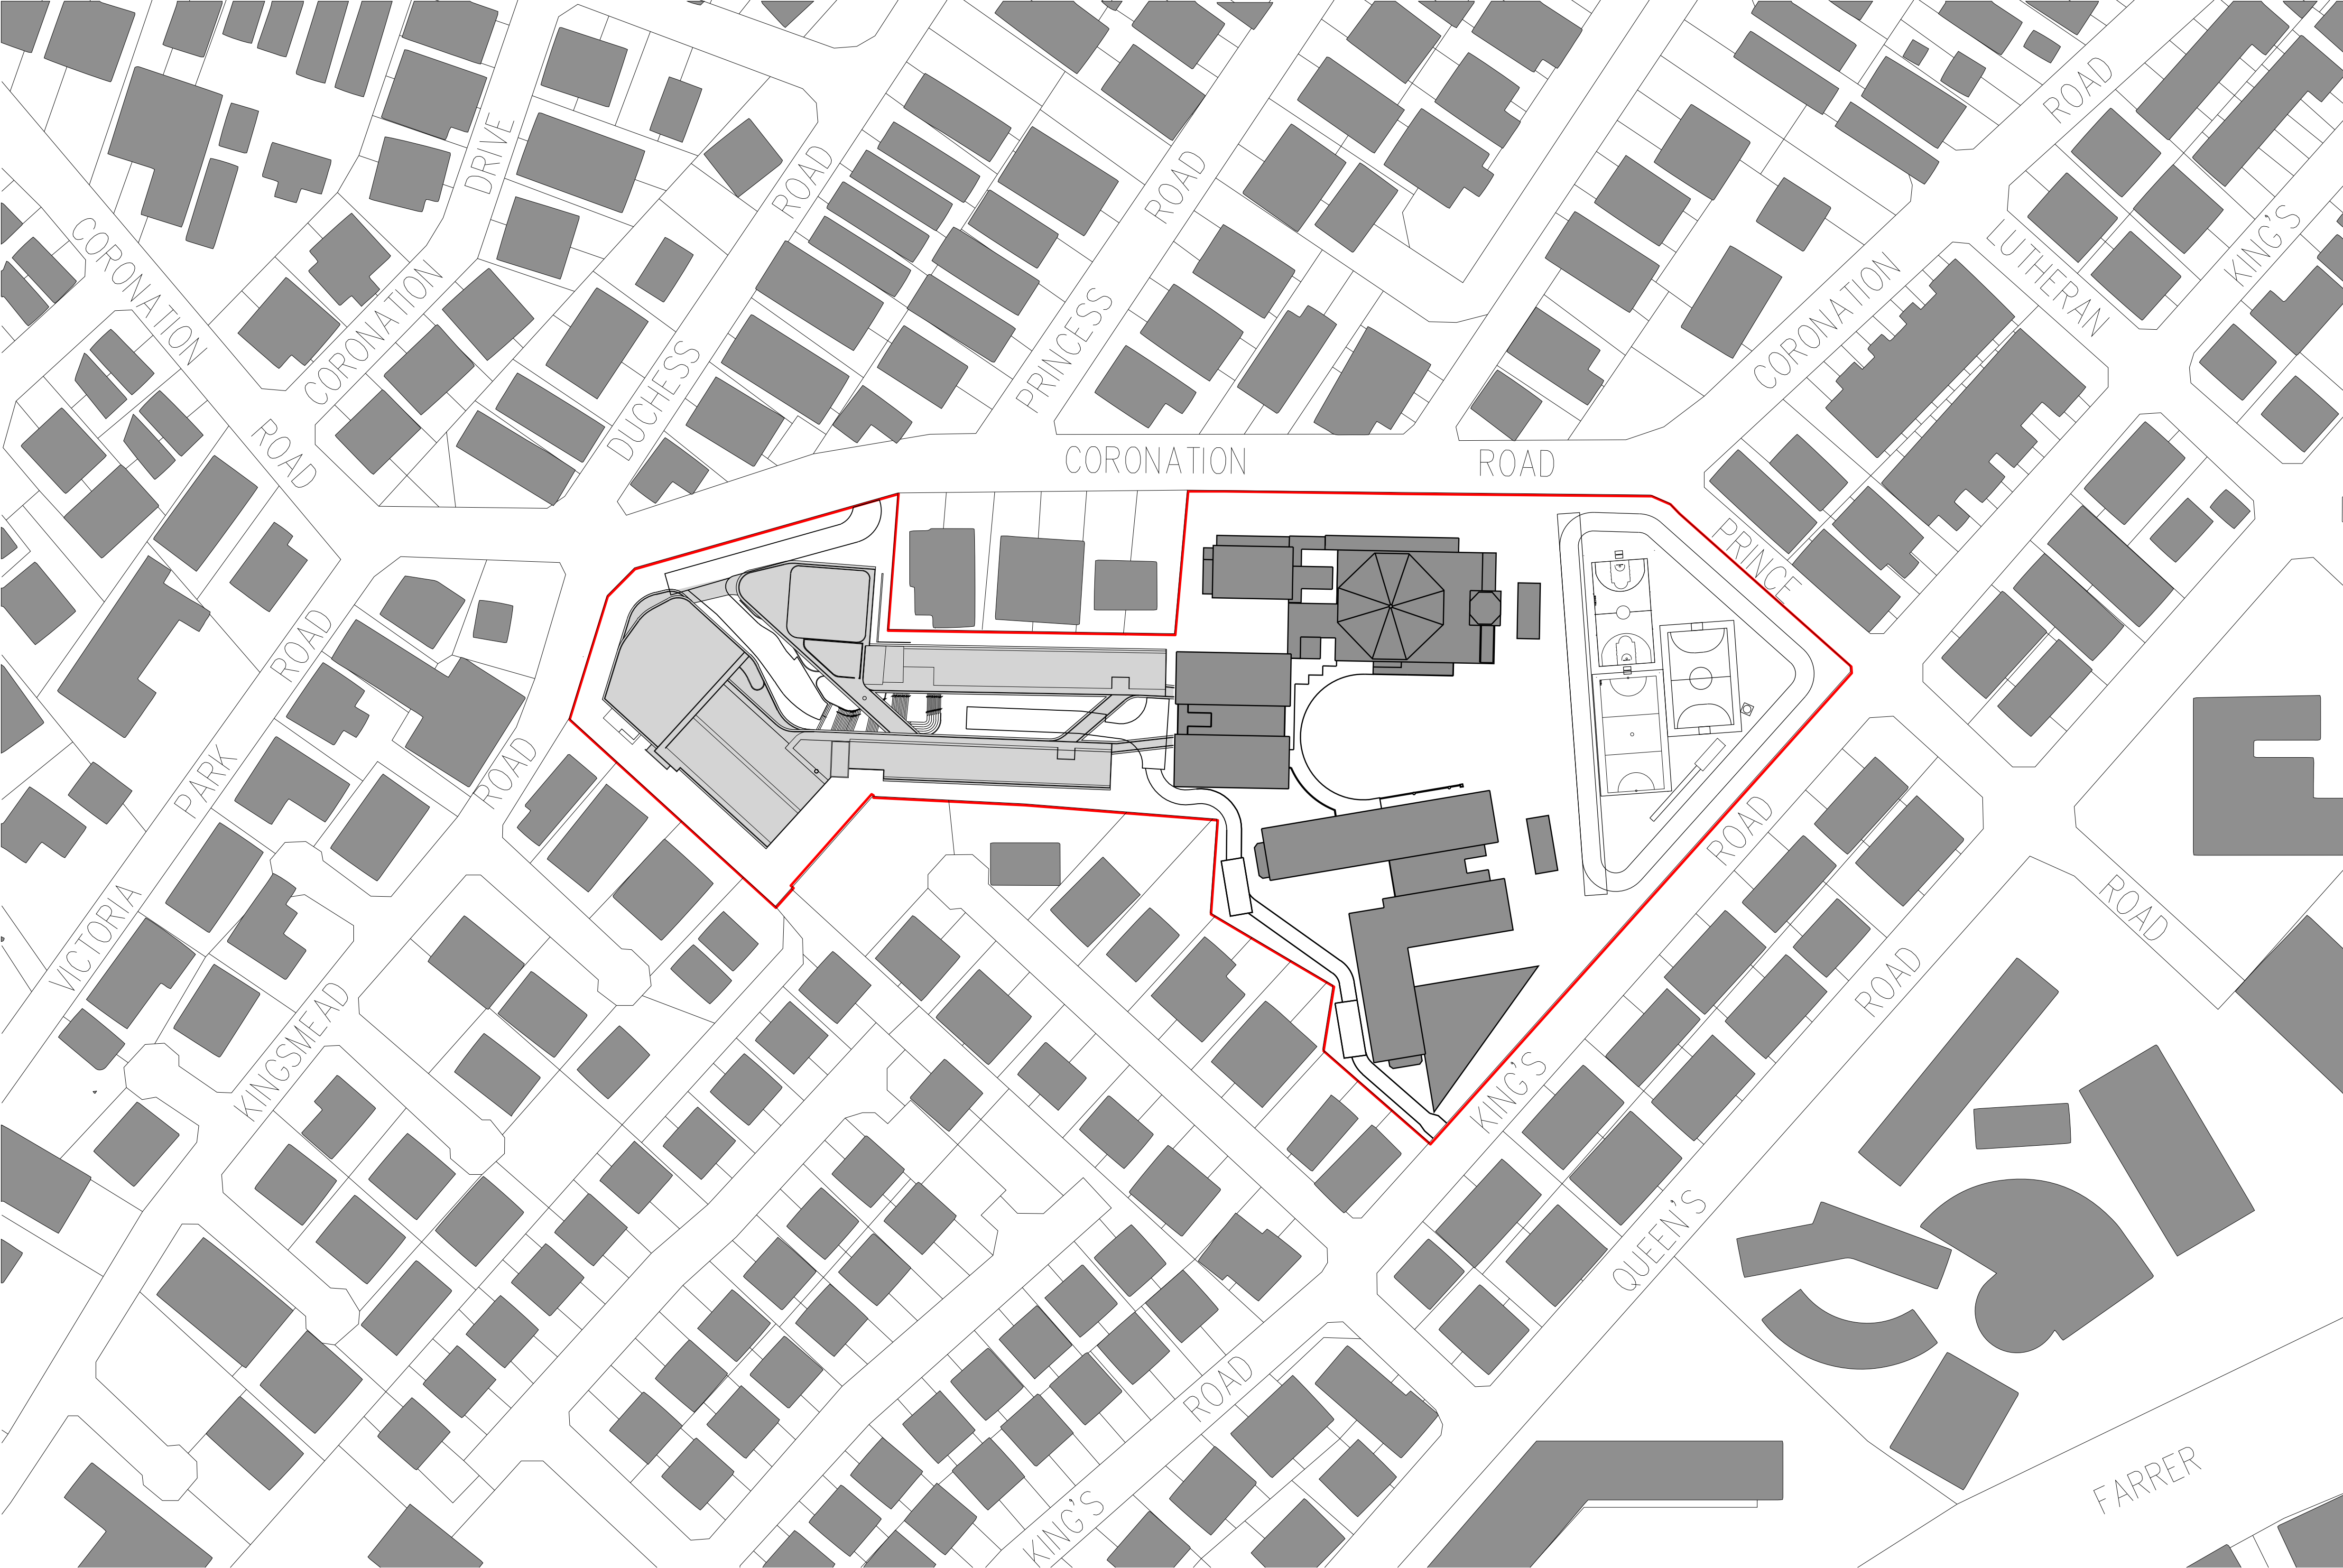 ROAD
DRIVE
ROAD
ROAD
CORONATION
CORONATION
LUTHERAN
KING'S
CORONATION
DUCHESS
PRINCESS
ROAD
CORONATION
ROAD
PRINCE
ROAD
ROAD
PARK
ROAD
ROAD
VICTORIA
ROAD
KINGSMEAD
KING'S
QUEEN'S
ROAD
KING'S
FARRER